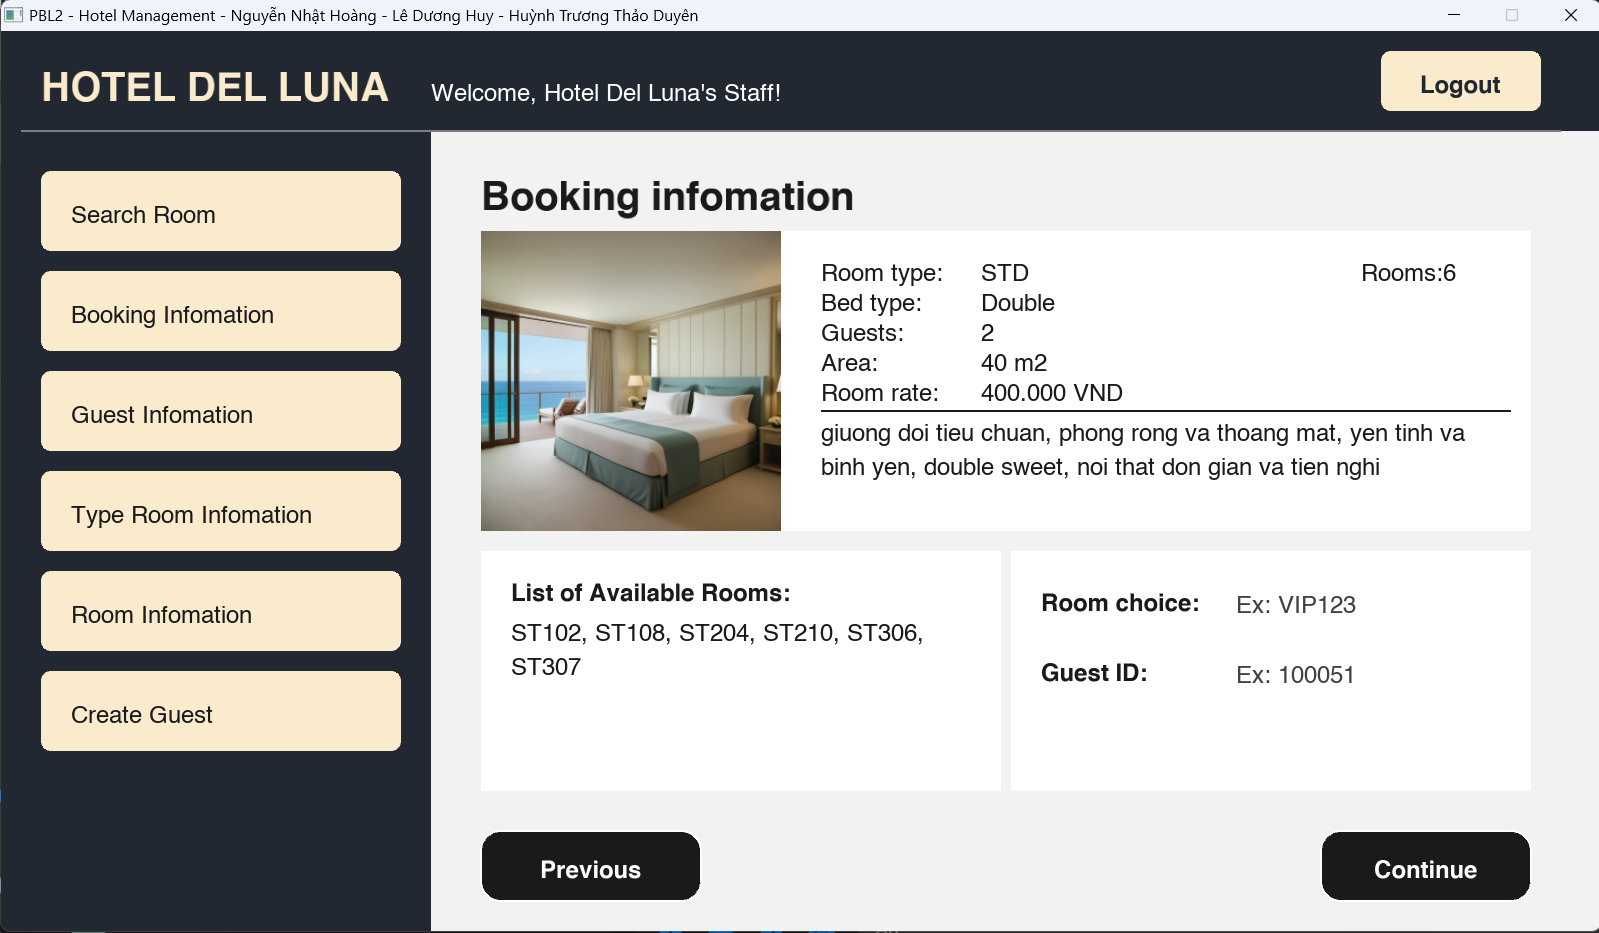 PBL2 - Hotel Management - Nguyễn Nhật Hoàng - Lê Dương Huy - Huỳnh Trương Thảo Duyên
HOTEL DEL LUNA
Welcome, Hotel Del Luna's Staff!
Logout
Search Room
Booking Infomation
Guest Infomation
Type Room Infomation
Room Infomation
Create Guest
Booking infomation
Room type: STD Rooms:6
Bed type: Double
Guests: 2
Area: 40 m2
Room rate: 400.000 VND
giuong doi tieu chuan, phong rong va thoang mat, yen tinh va
binh yen, double sweet, noi that don gian va tien nghi
List of Available Rooms:
ST102, ST108, ST204, ST210, ST306,
ST307
Room choice: Ex: VIP123
Guest ID: Ex: 100051
Previous
Continue